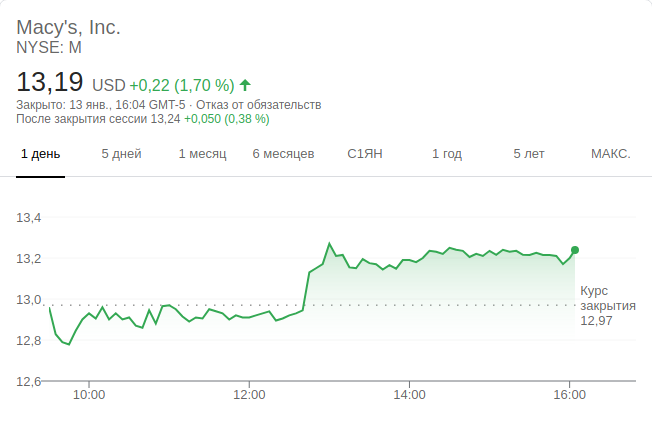 Macy's, Inc.
NYSE: M
13,19 USD +0,22 (1,70 %)
Закрыто: 13 янв., 16:04 GMT-5 · Отказ от обязательств
После закрытия сессии 13,24 +0,050 (0,38 %)
1 день 5 дней 1 месяц 6 месяцев С1ЯН 1 год 5 лет МАКС.
13,4
13,2
13,0
12,8
12,6
Курс
закрытия
12,97
10:00 12:00 14:00 16:00